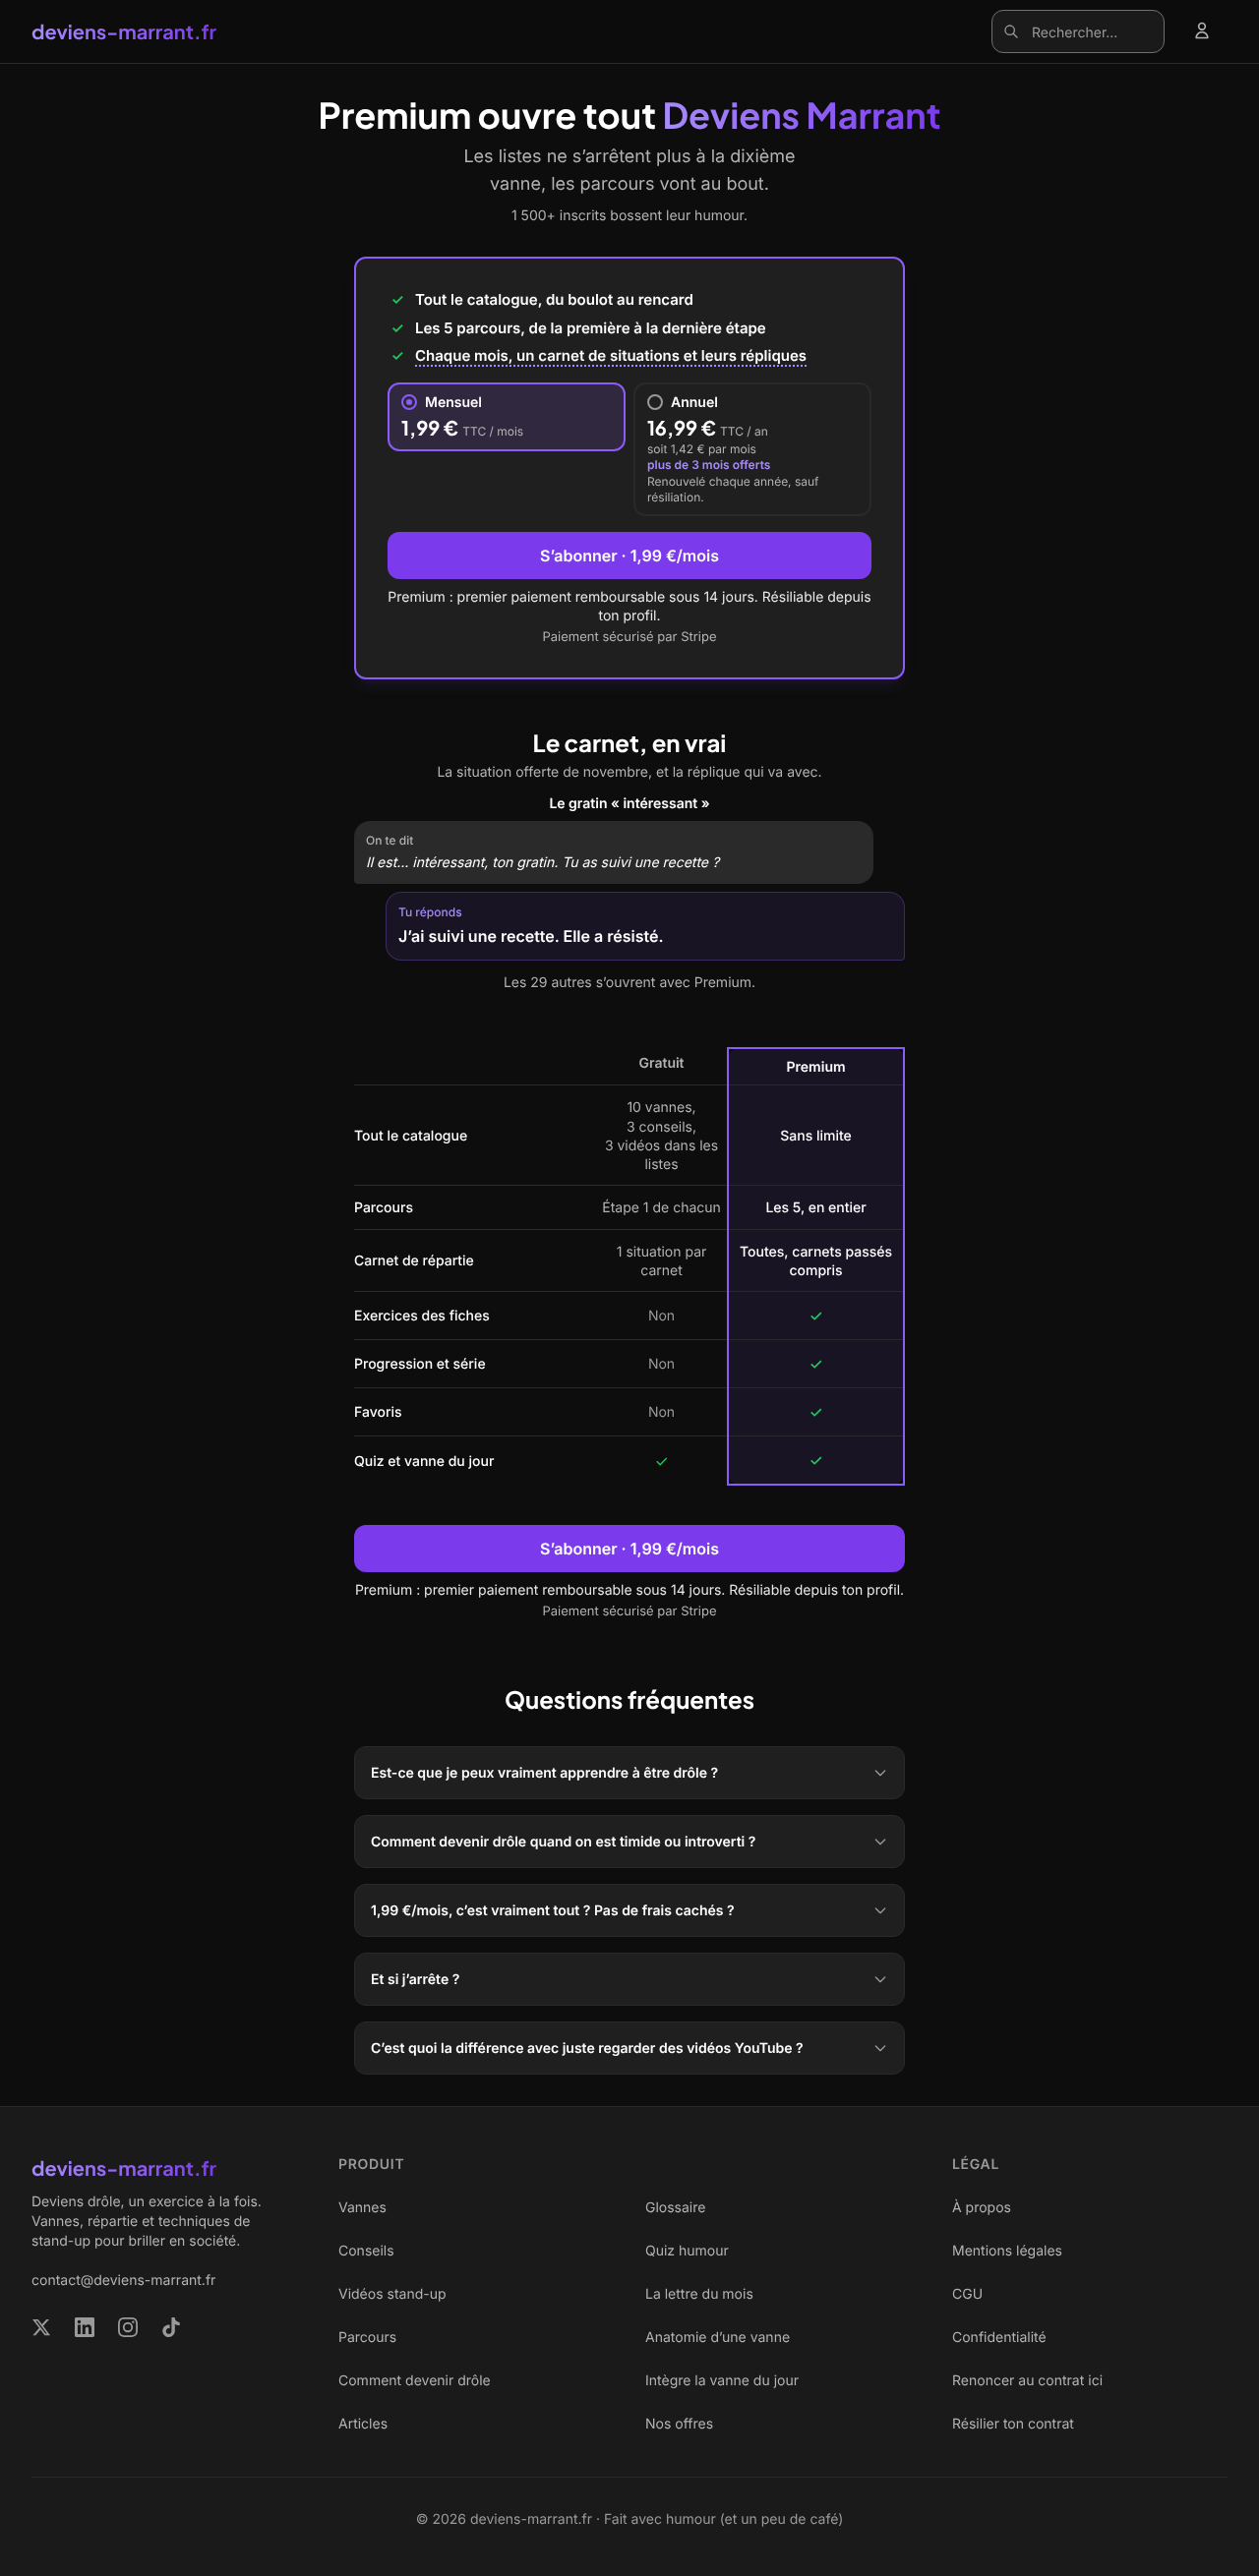 deviens-marrant.fr
Rechercher...
Premium ouvre tout Deviens Marrant
Les listes ne s’arrêtent plus à la dixième
vanne, les parcours vont au bout.
1 500+ inscrits bossent leur humour.
Tout le catalogue, du boulot au rencard
Les 5 parcours, de la première à la dernière étape
Chaque mois, un carnet de situations et leurs répliques
Mensuel
1,99 € TTC / mois
Annuel
16,99 € TTC / an
soit 1,42 € par mois
plus de 3 mois offerts
Renouvelé chaque année, sauf
résiliation.
S’abonner · 1,99 €/mois
Premium : premier paiement remboursable sous 14 jours. Résiliable depuis
ton profil.
Paiement sécurisé par Stripe
Le carnet, en vrai
La situation offerte de novembre, et la réplique qui va avec.
Le gratin « intéressant »
On te dit
Il est… intéressant, ton gratin. Tu as suivi une recette ?
Tu réponds
J’ai suivi une recette. Elle a résisté.
Les 29 autres s’ouvrent avec Premium.
Gratuit
Premium
Tout le catalogue
10 vannes,
3 conseils,
3 vidéos dans les
listes
Sans limite
Parcours
Étape 1 de chacun
Les 5, en entier
Carnet de répartie
1 situation par
carnet
Toutes, carnets passés
compris
Exercices des fiches
Non
Progression et série
Non
Favoris
Non
Quiz et vanne du jour
S’abonner · 1,99 €/mois
Premium : premier paiement remboursable sous 14 jours. Résiliable depuis ton profil.
Paiement sécurisé par Stripe
Questions fréquentes
Est-ce que je peux vraiment apprendre à être drôle ?
Comment devenir drôle quand on est timide ou introverti ?
1,99 €/mois, c’est vraiment tout ? Pas de frais cachés ?
Et si j’arrête ?
C’est quoi la différence avec juste regarder des vidéos YouTube ?
deviens-marrant.fr
Deviens drôle, un exercice à la fois.
Vannes, répartie et techniques de
stand-up pour briller en société.
contact@deviens-marrant.fr
PRODUIT
Vannes
Conseils
Vidéos stand-up
Parcours
Comment devenir drôle
Articles
Glossaire
Quiz humour
La lettre du mois
Anatomie d’une vanne
Intègre la vanne du jour
Nos offres
LÉGAL
À propos
Mentions légales
CGU
Confidentialité
Renoncer au contrat ici
Résilier ton contrat
© 2026 deviens-marrant.fr · Fait avec humour (et un peu de café)